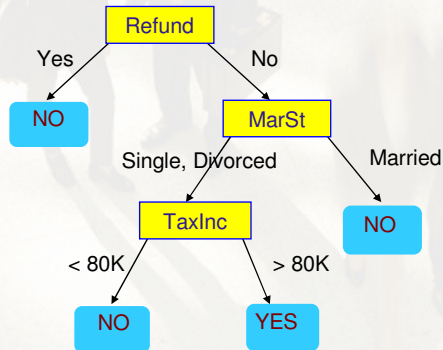 Refund
Yes
No
NO
MarSt
Single, Divorced
Married
TaxInc
NO
< 80K
> 80K
NO
YES